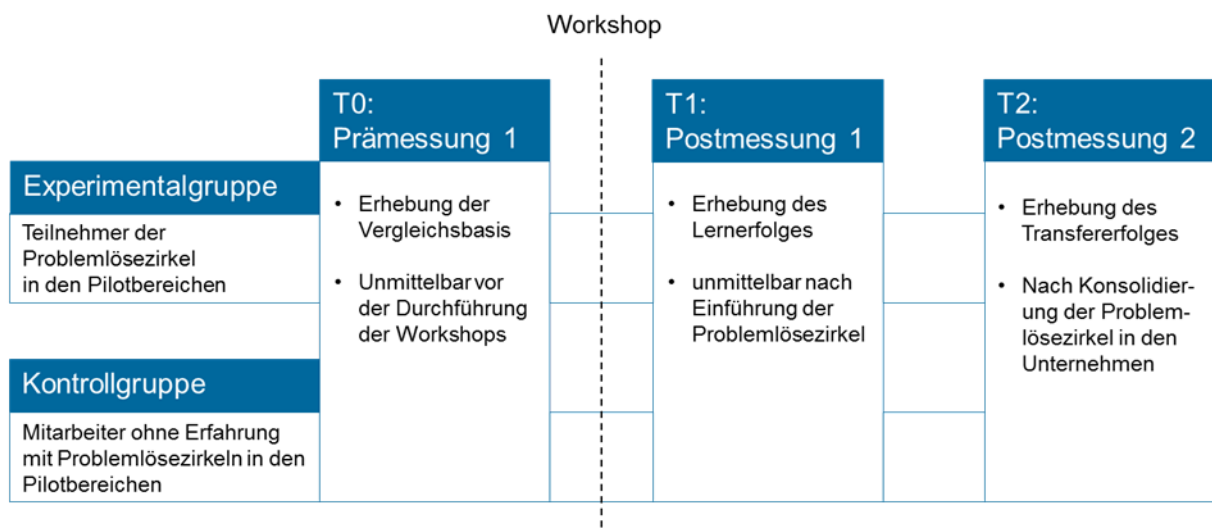 Workshop
T0:
Prämessung 1
T1:
Postmessung 1
T2:
Postmessung 2
Experimentalgruppe
Teilnehmer der
Problemlösezirkel
in den Pilotbereichen
Kontrollgruppe
Mitarbeiter ohne Erfahrung
mit Problemlösezirkeln in den
Pilotbereichen
• Erhebung der
Vergleichsbasis
• Unmittelbar vor
der Durchführung
der Workshops
• Erhebung des
Lernerfolges
• unmittelbar nach
Einführung der
Problemlösezirkel
• Erhebung des
Transfererfolges
• Nach Konsolidier-
ung der Problem-
lösezirkel in den
Unternehmen